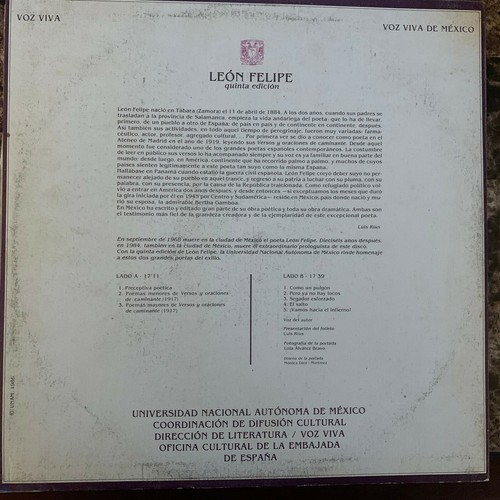 VOZ VIVA
VOZ VIVA DE MÉXICO
LEÓN FELIPE
quinta edición
León Felipe nació en Tábara (Zamora) el 11 de abril de 1884. A los dos años, cuando sus padres se
trasladan a la provincia de Salamanca, empieza la vida andariega del poeta: que lo ha de llevar
primero, de un pueblo a otro de España; de país en país y de continente en continente, después.
Así también sus actividades, en todo aquel tiempo de peregrinaje, fueron muy variadas: farma-
céutico, actor, profesor, agregado cultural... Por primera vez se dio a conocer como poeta en el
Ateneo de Madrid en el año de 1919, leyendo sus Versos y oraciones de caminante. Desde aquel
momento fue considerado uno de los grandes poetas españoles contemporáneos. La costumbre
de leer en público sus versos lo ha acompañado siempre y su voz es ya familiar en buena parte del
mundo; desde luego, en América, continente que ha recorrido palmo a palmo, y muchos de cuyos
países sienten legítimamente a este poeta tan suyo como la misma España.
Hallábase en Panamá cuando estalló la guerra civil española. León Felipe creyó deber suyo no per-
manecer alejado de su pueblo en aquel trance, y regresó a su patria a luchar con su pluma, con su
palabra, con su presencia, por la causa de la República traicionada. Como refugiado político vol-
vió a entrar en América dos años después, y desde entonces —si exceptuamos los meses que duró
la gira iniciada por él en 1945 por Centro y Sudamérica— reside en México; país donde nació y mu-
rió su esposa, la admirable Bertha Gamboa.
En México ha escrito y editado gran parte de su obra poética y toda su obra dramática. Ambas son
el testimonio más fiel de la grandeza creadora y de la ejemplaridad de este excepcional poeta.
Luis Rius
En septiembre de 1968 muere en la ciudad de México el poeta León Felipe. Dieciséis años después,
en 1984, también en la ciudad de México, muere el extraordinario prologuista de este disco.
Con la quinta edición de León Felipe, la Universidad Nacional Autónoma de México rinde homenaje
a estos dos grandes poetas del exilio.
LADO A - 17'11
1. Perceptiva poética
2. Poemas menores de Versos y oraciones
de caminante (1917)
3. Poemas mayores de Versos y oraciones
de caminante (1917)
LADO B - 17'59
1. Como un pulgón
2. Pero ya no hay locos
3. Segador esforzado
4. El salto
5. ¡Vamos hacia el infierno!
Voz del autor
Presentación del folleto
Luis Rius
Fotografía de la portada
Lola Álvarez Bravo
UNIVERSIDAD NACIONAL AUTÓNOMA DE MÉXICO
COORDINACIÓN DE DIFUSIÓN CULTURAL
DIRECCIÓN DE LITERATURA / VOZ VIVA
OFICINA CULTURAL DE LA EMBAJADA
DE ESPAÑA